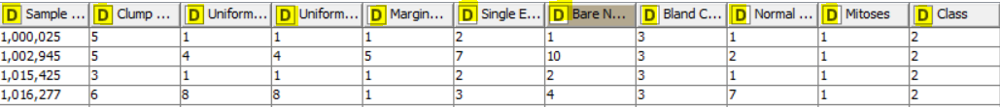 D Sample ... D Clump ... D Uniform... D Uniform... D Margin... D Single E... D Bare N... D Bland C... D Normal ... D Mitoses D Class
1,000,025 5 1 1 1 2 1 3 1 1 2
1,002,945 5 4 4 5 7 10 3 2 1 2
1,015,425 3 1 1 1 2 2 3 1 1 2
1,016,277 6 8 8 1 3 4 3 7 1 2